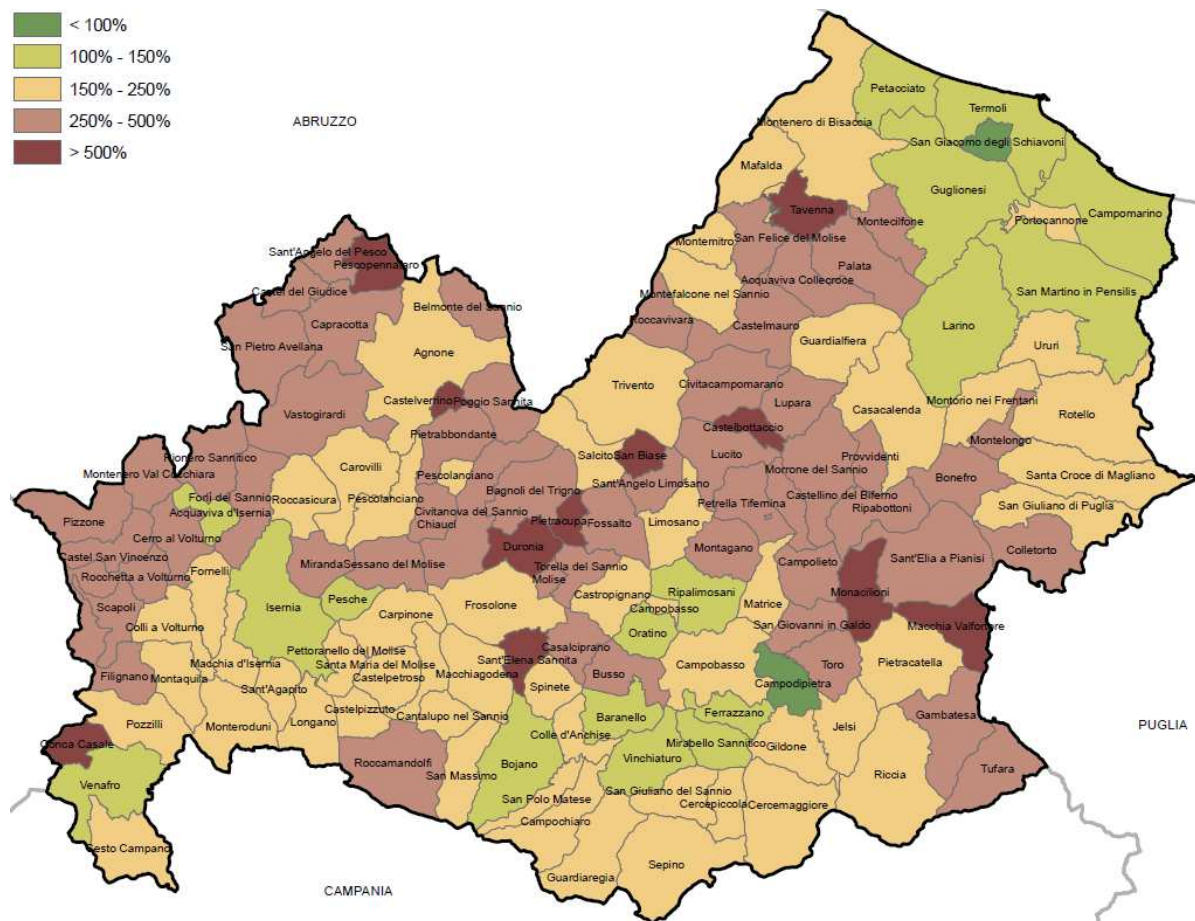 < 100%
100% - 150%
150% - 250%
250% - 500%
> 500%
ABRUZZO
PUGLIA
CAMPANIA
Petacciato
Termoli
Montenero di Bisaccia
San Giacomo degli Schiavoni
Mafalda
Guglionesi
Tavenna
Montecilfone
Portocannone
Campomarino
San Felice del Molise
Montemitro
Sant'Angelo del Pesco
Pescopennataro
Palata
Acquaviva Collecroce
Castel del Giudice
Montefalcone nel Sannio
San Martino in Pensilis
Belmonte del Sannio
Capracotta
Roccavivara
Castelmauro
Larino
San Pietro Avellana
Guardialfiera
Ururi
Agnone
Trivento
Civitacampomarano
Castelverrino
Poggio Sannita
Lupara
Casacalenda
Montorio nei Frentani
Rotello
Vastogirardi
Castelbottaccio
Pietrabbondante
Montelongo
Rionero Sannitico
Salcito
San Biase
Lucito
Provvidenti
Carovilli
Montenero Val Cocchiara
Pescolanciano
Morrone del Sannio
Bonefro
Santa Croce di Magliano
Forli del Sannio
Roccasicura
Pescolanciano
Bagnoli del Trigno
Sant'Angelo Limosano
Castellino del Biferno
Acquaviva d'Isernia
Civitanova del Sannio
Petrella Tifernina
Ripabottoni
San Giuliano di Puglia
Pizzone
Chiauci
Pietracupa
Fossalto
Limosano
Cerro al Volturno
Duronia
Montagano
Colletorto
Castel San Vincenzo
Miranda
Sessano del Molise
Torella del Sannio
Campolieto
Sant'Elia a Pianisi
Fornelli
Rocchetta a Volturno
Molise
Castropignano
Ripalimosani
Monacilioni
Scapoli
Isernia
Pesche
Frosolone
Campobasso
Matrice
Carpinone
Oratino
San Giovanni in Galdo
Macchia Valfortore
Colli a Volturno
Pettoranello del Molise
Casalciprano
Macchia d'Isernia
Santa Maria del Molise
Sant'Elena Sannita
Campobasso
Toro
Pietracatella
Filignano
Montaquila
Castelpetroso
Macchiagodena
Busso
Campodipietra
Sant'Agapito
Spinete
Castelpizzuto
Ferrazzano
Gambatesa
Pozzilli
Monteroduni
Longano
Cantalupo nel Sannio
Baranello
Colle d'Anchise
Jelsi
Conca Casale
Mirabello Sannitico
Gildone
Roccamandolfi
Vinchiaturo
Tufara
Venafro
San Massimo
Bojano
Riccia
San Giuliano del Sannio
San Polo Matese
Cercepiccola
Cercemaggiore
Campochiaro
Sesto Campano
Sepino
Guardiaregia